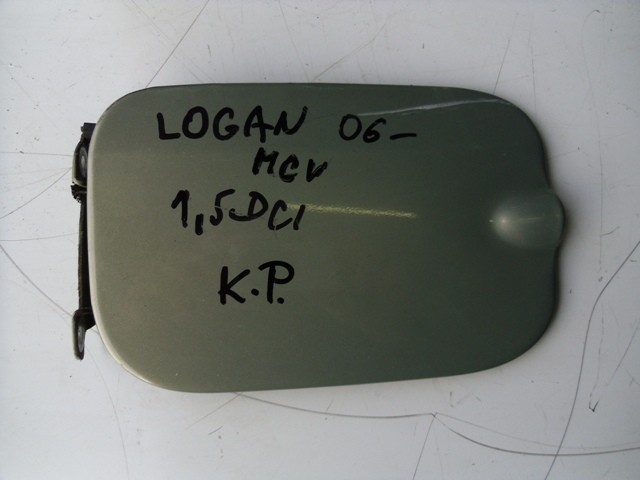 LOGAN 06-
MCV
1,5DCI
K.P.